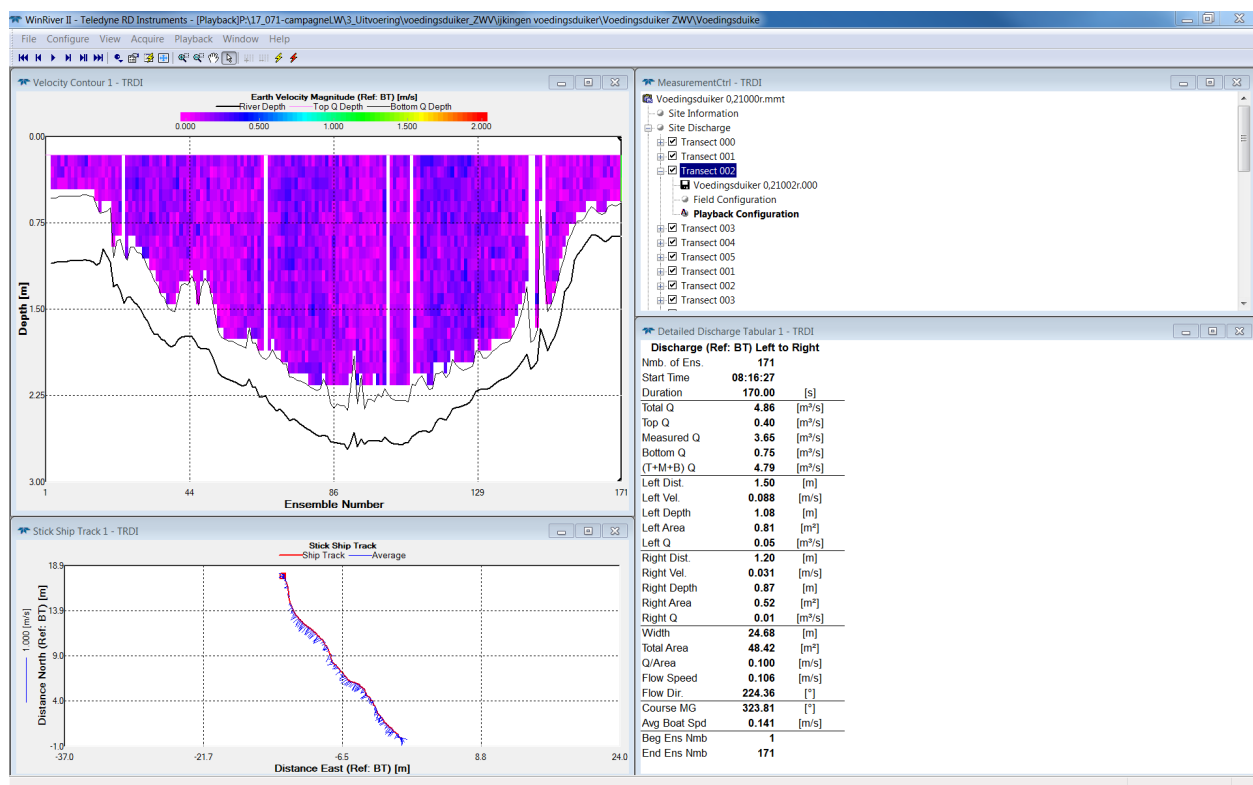 WinRiver II - Teledyne RD Instruments - [Playback]P:\17_071-campagneLW\3_Uitvoering\voedingsduiker_ZWV\ijkingen voedingsduiker\Voedingsduiker ZWV\Voedingsduike
File Configure View Acquire Playback Window Help
Velocity Contour 1 - TRDI
Earth Velocity Magnitude (Ref: BT) [m/s]
River Depth Top Q Depth Bottom Q Depth
0.000 0.500 1.000 1.500 2.000
0.00
0.75
1.50
2.25
3.00
Depth [m]
1 44 86 129 171
Ensemble Number
Stick Ship Track 1 - TRDI
Stick Ship Track
Ship Track Average
18.9
13.9
9.0
4.0
-1.0
1.000 [m/s]
Distance North (Ref: BT) [m]
-37.0 -21.7 -6.5 8.8 24.0
Distance East (Ref: BT) [m]
MeasurementCtrl - TRDI
Voedingsduiker 0,21000r.mmt
Site Information
Site Discharge
Transect 000
Transect 001
Transect 002
Voedingsduiker 0,21002r.000
Field Configuration
Playback Configuration
Transect 003
Transect 004
Transect 005
Transect 001
Transect 002
Transect 003
Detailed Discharge Tabular 1 - TRDI
Discharge (Ref: BT) Left to Right
Nmb. of Ens. 171
Start Time 08:16:27
Duration 170.00 [s]
Total Q 4.86 [m³/s]
Top Q 0.40 [m³/s]
Measured Q 3.65 [m³/s]
Bottom Q 0.75 [m³/s]
(T+M+B) Q 4.79 [m³/s]
Left Dist. 1.50 [m]
Left Vel. 0.088 [m/s]
Left Depth 1.08 [m]
Left Area 0.81 [m²]
Left Q 0.05 [m³/s]
Right Dist. 1.20 [m]
Right Vel. 0.031 [m/s]
Right Depth 0.87 [m]
Right Area 0.52 [m²]
Right Q 0.01 [m³/s]
Width 24.68 [m]
Total Area 48.42 [m²]
Q/Area 0.100 [m/s]
Flow Speed 0.106 [m/s]
Flow Dir. 224.36 [°]
Course MG 323.81 [°]
Avg Boat Spd 0.141 [m/s]
Beg Ens Nmb 1
End Ens Nmb 171